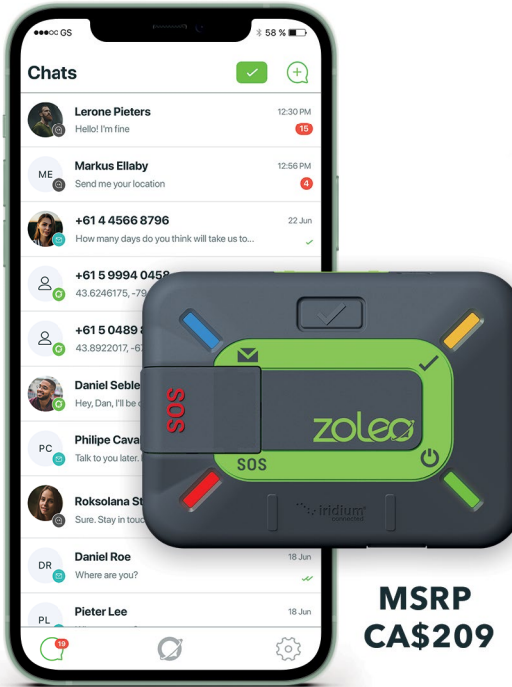 GS
58 %
Chats
Lerone Pieters
12:30 PM
Hello! I'm fine
15
ME
Markus Ellaby
12:56 PM
Send me your location
4
+61 4 4566 8796
22 Jun
How many days do you think will take us to...
+61 5 9994 0458
43.6246175, -79
+61 5 0489
43.8922017, -6
Daniel Seble
Hey, Dan, I'll be
PC
Philipe Caval
Talk to you later.
Roksolana St
Sure. Stay in touc
DR
Daniel Roe
18 Jun
Where are you?
PL
Pieter Lee
18 Jun
19
SOS
zoleo
SOS
iridium
CONNECTED
MSRP
CA$209